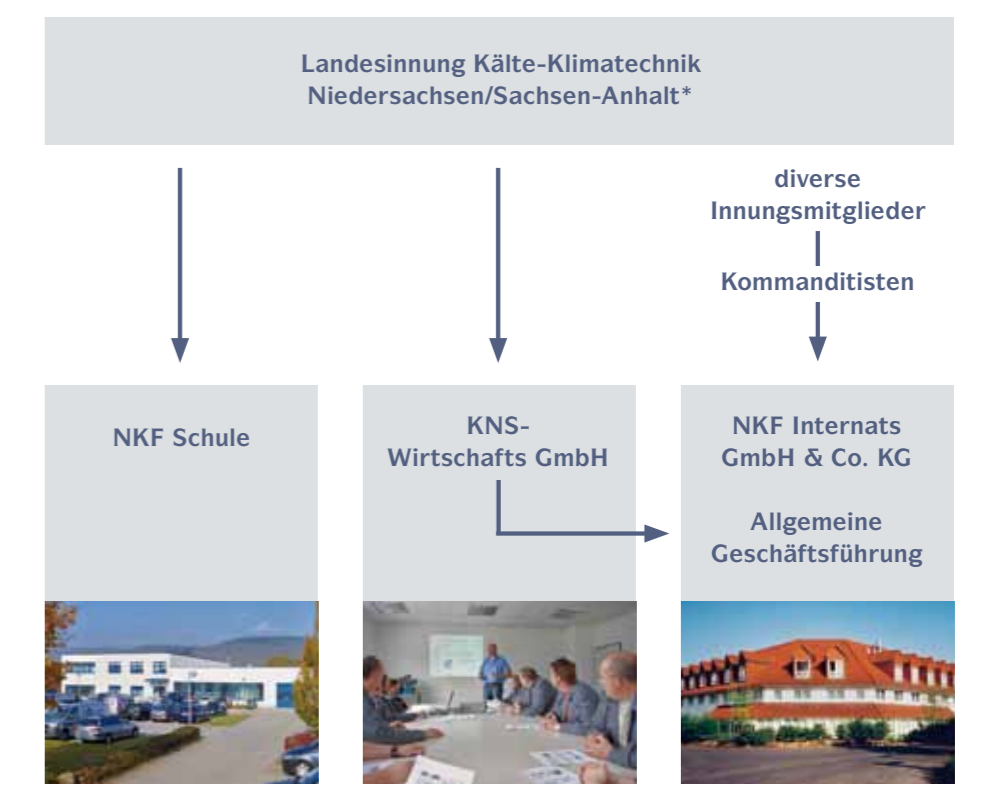 Landesinnung Kälte-Klimatechnik
Niedersachsen/Sachsen-Anhalt*
diverse
Innungsmitglieder
Kommanditisten
NKF Schule
KNS-
Wirtschafts GmbH
NKF Internats
GmbH & Co. KG
Allgemeine
Geschäftsführung